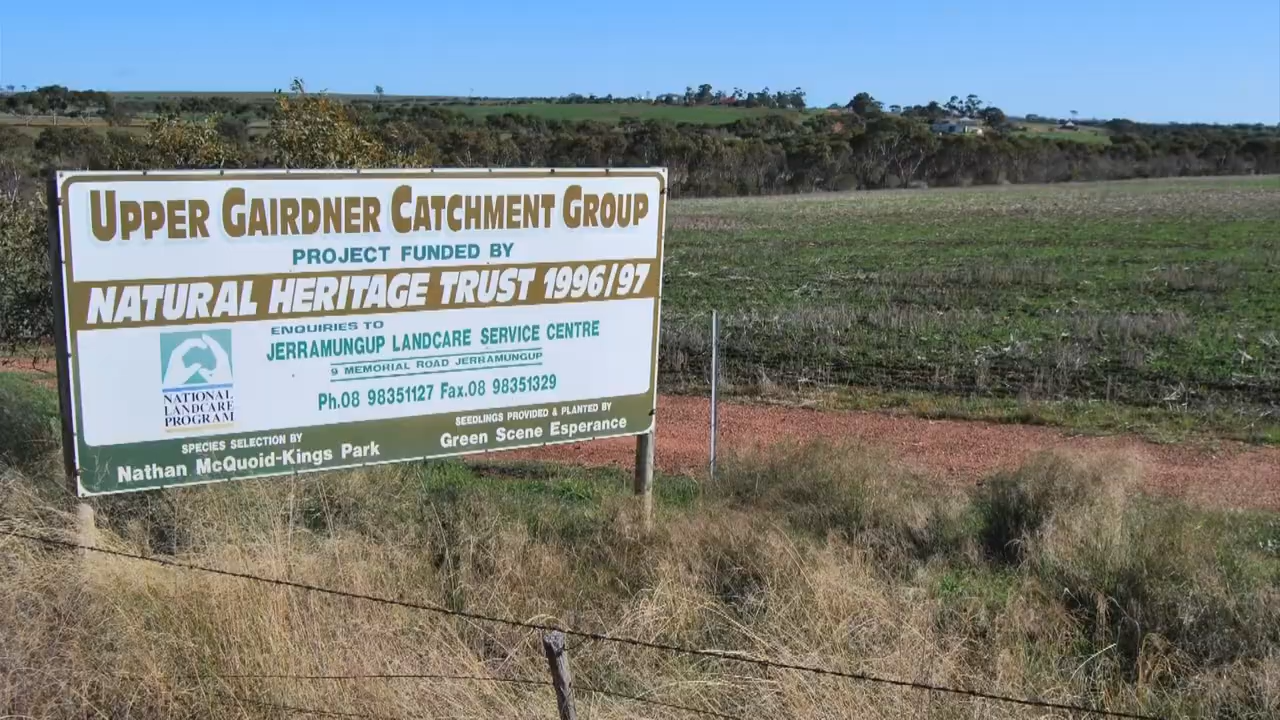 UPPER GAIRDNER CATCHMENT GROUP
PROJECT FUNDED BY
NATURAL HERITAGE TRUST 1996/97
ENQUIRIES TO
JERRAMUNGUP LANDCARE SERVICE CENTRE
9 MEMORIAL ROAD JERRAMUNGUP
Ph.08 98351127 Fax.08 98351329
NATIONAL
LANDCARE
PROGRAM
SPECIES SELECTION BY
Nathan McQuoid-Kings Park
SEEDLINGS PROVIDED & PLANTED BY
Green Scene Esperance